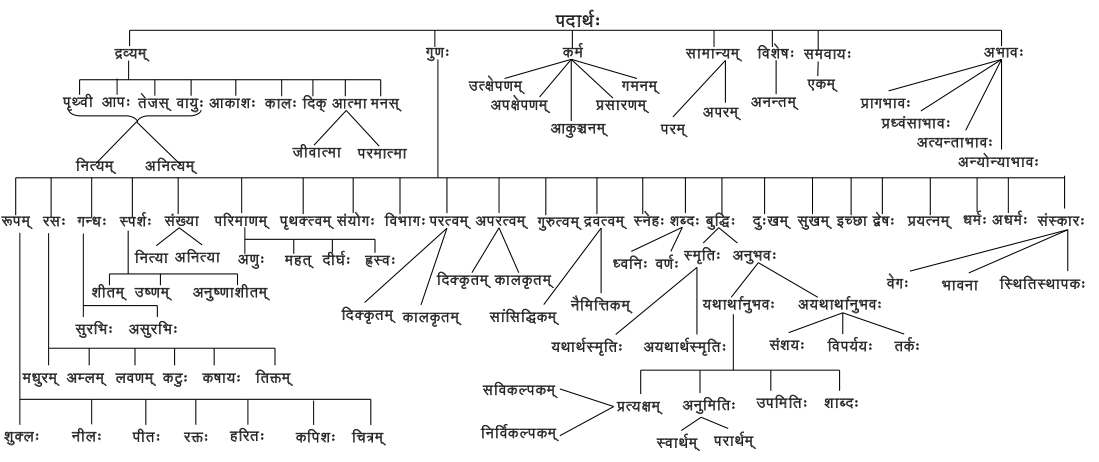 पदार्थः
द्रव्यम् गुणः कर्म सामान्यम् विशेषः समवायः अभावः
उत्क्षेपणम् गमनम् एकम्
पृथ्वी आपः तेजस् वायुः आकाशः कालः दिक् आत्मा मनस् अपक्षेपणम् प्रसारणम् परम् अपरम् अनन्तम् प्रागभावः
आकुञ्चनम् प्रध्वंसाभावः
जीवात्मा परमात्मा अत्यन्ताभावः
नित्यम् अनित्यम् अन्योन्याभावः
रूपम् रसः गन्धः स्पर्शः संख्या परिमाणम् पृथक्त्वम् संयोगः विभागः परत्वम् अपरत्वम् गुरुत्वम् द्रवत्वम् स्नेहः शब्दः बुद्धिः दुःखम् सुखम् इच्छा द्वेषः प्रयत्नम् धर्मः अधर्मः संस्कारः
नित्या अनित्या अणुः महत् दीर्घः ह्रस्वः ध्वनिः वर्णः स्मृतिः अनुभवः
शीतम् उष्णम् अनुष्णाशीतम् दिक्कृतम् कालकृतम् वेगः भावना स्थितिस्थापकः
दिक्कृतम् कालकृतम् सांसिद्धिकम् नैमित्तिकम् यथार्थानुभवः अयथार्थानुभवः
सुरभिः असुरभिः यथार्थस्मृतिः अयथार्थस्मृतिः संशयः विपर्ययः तर्कः
मधुरम् अम्लम् लवणम् कटुः कषायः तिक्तम्
सविकल्पकम् प्रत्यक्षम् अनुमितिः उपमितिः शाब्दः
शुक्लः नीलः पीतः रक्तः हरितः कपिशः चित्रम् निर्विकल्पकम् स्वार्थम् परार्थम्